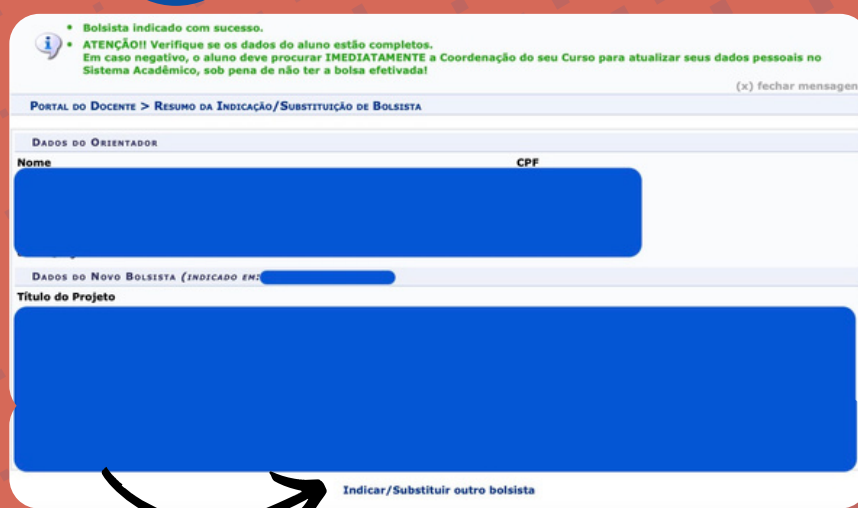 Bolsista indicado com sucesso.
ATENÇÃO!! Verifique se os dados do aluno estão completos.
Em caso negativo, o aluno deve procurar IMEDIATAMENTE a Coordenação do seu Curso para atualizar seus dados pessoais no
Sistema Acadêmico, sob pena de não ter a bolsa efetivada!
(x) fechar mensagen
PORTAL DO DOCENTE > RESUMO DA INDICAÇÃO/SUBSTITUIÇÃO DE BOLSISTA
DADOS DO ORIENTADOR
Nome CPF
DADOS DO NOVO BOLSISTA (INDICADO EM:
Título do Projeto
Indicar/Substituir outro bolsista